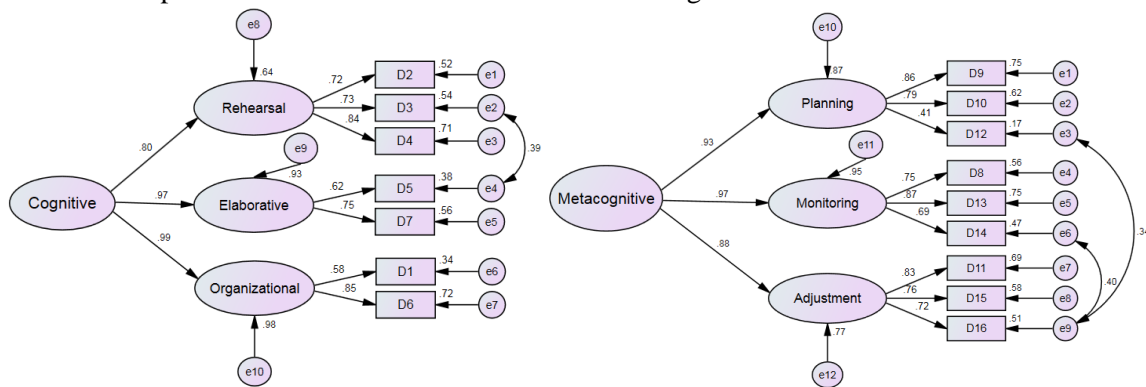 e8
.64
Rehearsal
.72
.73
.84
D2
.52
e1
D3
.54
e2
D4
.71
e3
.39
.80
e9
.93
Cognitive
.97
Elaborative
.62
.75
D5
.38
e4
D7
.56
e5
.99
Organizational
.58
.85
D1
.34
e6
D6
.72
e7
.98
e10
e10
.87
Planning
.86
.79
.41
D9
.75
e1
D10
.62
e2
D12
.17
e3
.93
e11
.95
Metacognitive
.97
Monitoring
.75
.87
.69
D8
.56
e4
D13
.75
e5
D14
.47
e6
.34
.40
.88
Adjustment
.83
.76
.72
D11
.69
e7
D15
.58
e8
D16
.51
e9
.77
e12